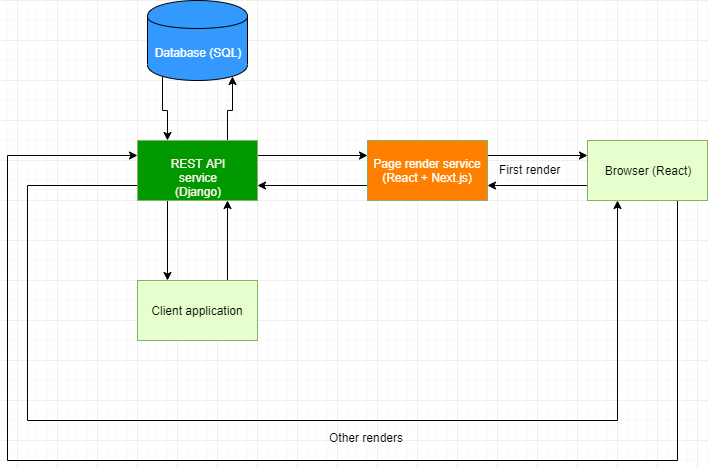 Database (SQL)
REST API
service
(Django)
Page render service
(React + Next.js)
First render
Browser (React)
Client application
Other renders